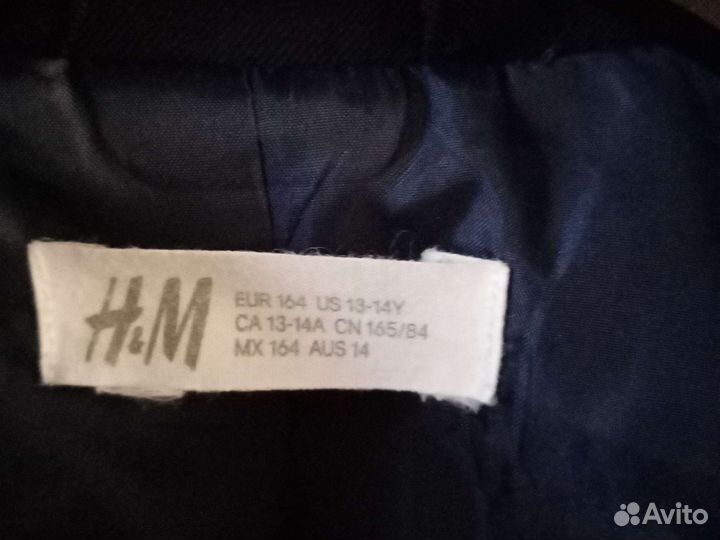 H&M
EUR 164 US 13-14Y
CA 13-14A CN 165/84
MX 164 AUS 14
Avito